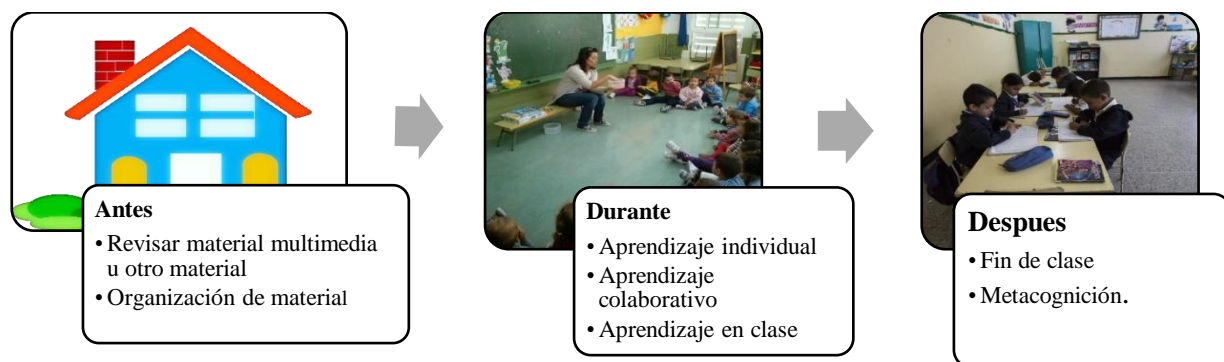 Antes
• Revisar material multimedia
u otro material
• Organización de material
Durante
• Aprendizaje individual
• Aprendizaje
colaborativo
• Aprendizaje en clase
Despues
• Fin de clase
• Metacognición.